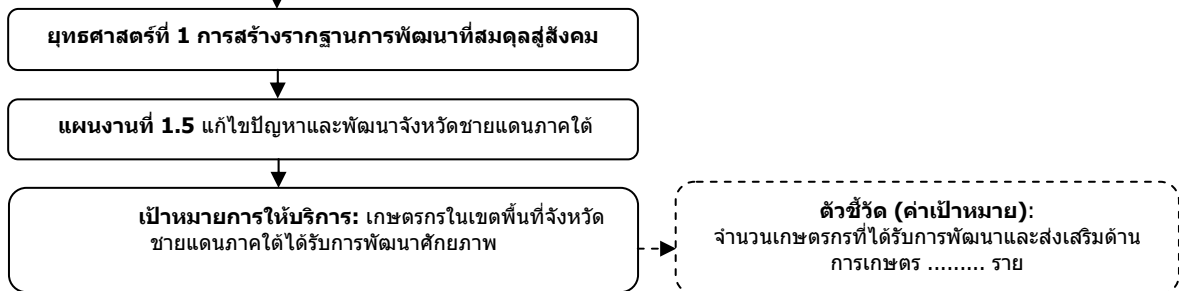 ยุทธศาสตร์ที่ 1 การสร้างรากฐานการพัฒนาที่สมดุลสู่สังคม
แผนงานที่ 1.5 แก้ไขปัญหาและพัฒนาจังหวัดชายแดนภาคใต้
เป้าหมายการให้บริการ: เกษตรกรในเขตพื้นที่จังหวัด
ชายแดนภาคใต้ได้รับการพัฒนาศักยภาพ
ตัวชี้วัด (ค่าเป้าหมาย):
จำนวนเกษตรกรที่ได้รับการพัฒนาและส่งเสริมด้าน
การเกษตร ......... ราย